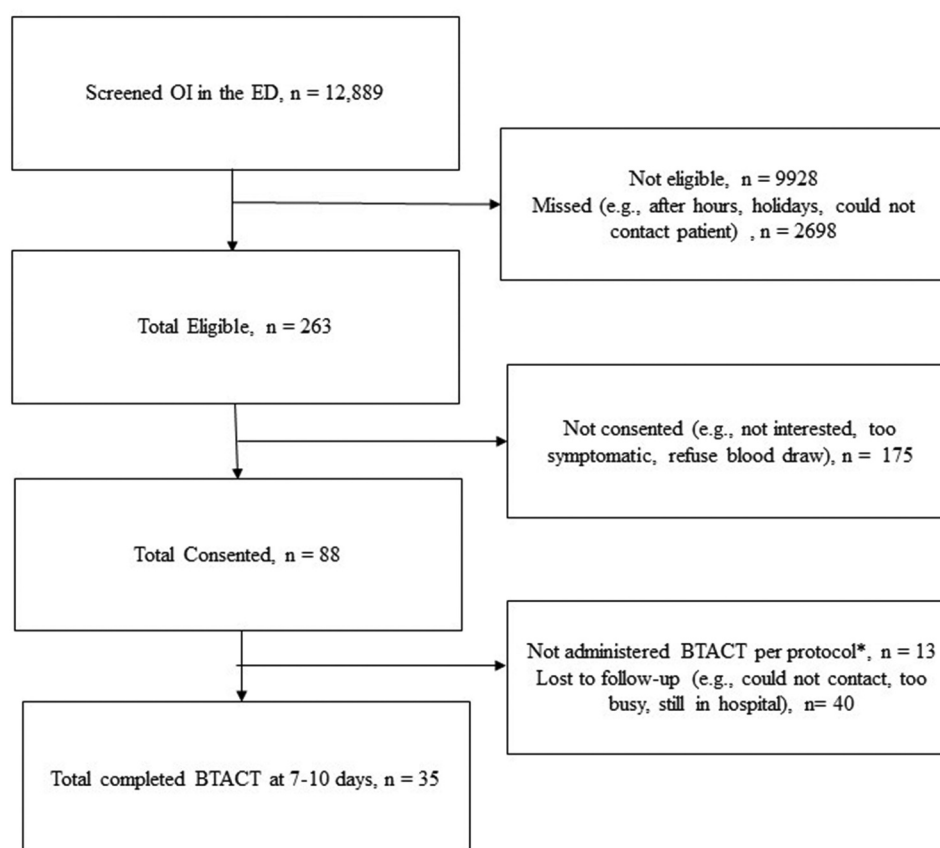 Screened OI in the ED, n = 12,889
Not eligible, n = 9928
Missed (e.g., after hours, holidays, could not
contact patient) , n = 2698
Total Eligible, n = 263
Not consented (e.g., not interested, too
symptomatic, refuse blood draw), n = 175
Total Consented, n = 88
Not administered BTACT per protocol*, n = 13
Lost to follow-up (e.g., could not contact, too
busy, still in hospital), n= 40
Total completed BTACT at 7-10 days, n = 35